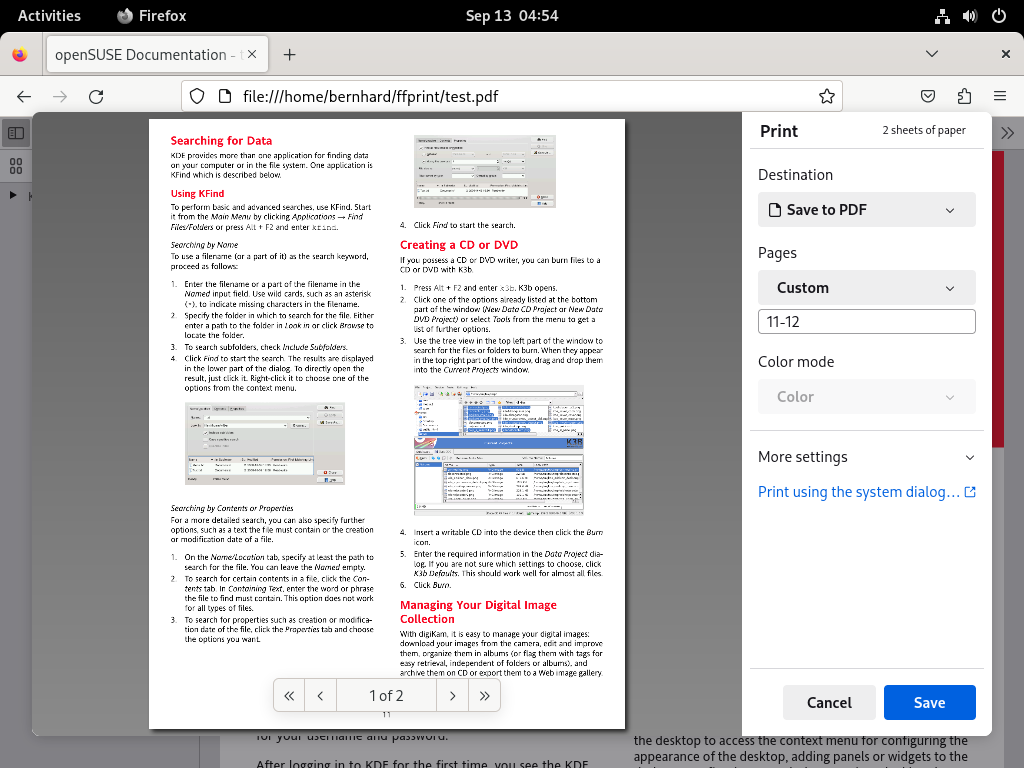 Activities
Firefox
Sep 13 04:54
openSUSE Documentation -
file:///home/bernhard/ffprint/test.pdf
Searching for Data
KDE provides more than one application for finding data
on your computer or in the file system. One application is
KFind which is described below.
Using KFind
To perform basic and advanced searches, use KFind. Start
it from the Main Menu by clicking Applications → Find
Files/Folders or press Alt + F2 and enter kfind.
Searching by Name
To use a filename (or a part of it) as the search keyword,
proceed as follows:
1. Enter the filename or a part of the filename in the
Named input field. Use wild cards, such as an asterisk
(*), to indicate missing characters in the filename.
2. Specify the folder in which to search for the file. Either
enter a path to the folder in Look in or click Browse to
locate the folder.
3. To search subfolders, check Include Subfolders.
4. Click Find to start the search. The results are displayed
in the lower part of the dialog. To directly open the
result, just click it. Right-click it to choose one of the
options from the context menu.
Searching by Contents or Properties
For a more detailed search, you can also specify further
options, such as a text the file must contain or the creation
or modification date of a file.
1. On the Name/Location tab, specify at least the path to
search for the file. You can leave the Named empty.
2. To search for certain contents in a file, click the Con-
tents tab. In Containing Text, enter the word or phrase
the file to find must contain. This option does not work
for all types of files.
3. To search for properties such as creation or modifica-
tion date of the file, click the Properties tab and choose
the options you want.
4. Click Find to start the search.
Creating a CD or DVD
If you possess a CD or DVD writer, you can burn files to a
CD or DVD with K3b.
1. Press Alt + F2 and enter k3b. K3b opens.
2. Click one of the options already listed at the bottom
part of the window (New Data CD Project or New Data
DVD Project) or select Tools from the menu to get a
list of further options.
3. Use the tree view in the top left part of the window to
search for the files or folders to burn. When they appear
in the top right part of the window, drag and drop them
into the Current Projects window.
4. Insert a writable CD into the device then click the Burn
icon.
5. Enter the required information in the Data Project dia-
log. If you are not sure which settings to choose, click
K3b Defaults. This should work well for almost all files.
6. Click Burn.
Managing Your Digital Image
Collection
With digiKam, it is easy to manage your digital images:
download your images from the camera, edit and improve
them, organize them in albums (or flag them with tags for
easy retrieval, independent of folders or albums), and
archive them on CD or export them to a Web image gallery.
1 of 2
11
Print
2 sheets of paper
Destination
Save to PDF
Pages
Custom
11-12
Color mode
Color
More settings
Print using the system dialog…
Cancel
Save
for your username and password.
After logging in to KDE for the first time, you see the KDE
the desktop to access the context menu for configuring the
appearance of the desktop, adding panels or widgets to the